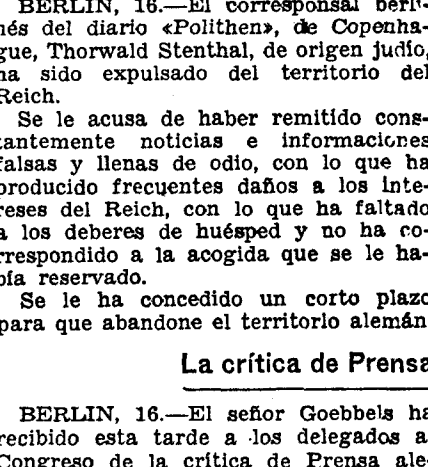 BERLIN, 16.—El corresponsal berli-
nés del diario «Polithen», de Copenha-
gue, Thorwald Stenthal, de origen judío,
ha sido expulsado del territorio del
Reich.
Se le acusa de haber remitido cons-
tantemente noticias e informaciones
falsas y llenas de odio, con lo que ha
producido frecuentes daños a los inte-
reses del Reich, con lo que ha faltado
a los deberes de huésped y no ha co-
rrespondido a la acogida que se le ha-
bía reservado.
Se le ha concedido un corto plazo
para que abandone el territorio alemán
La crítica de Prensa
BERLIN, 16.—El señor Goebbels ha
recibido esta tarde a los delegados a
Congreso de la crítica de Prensa ale-